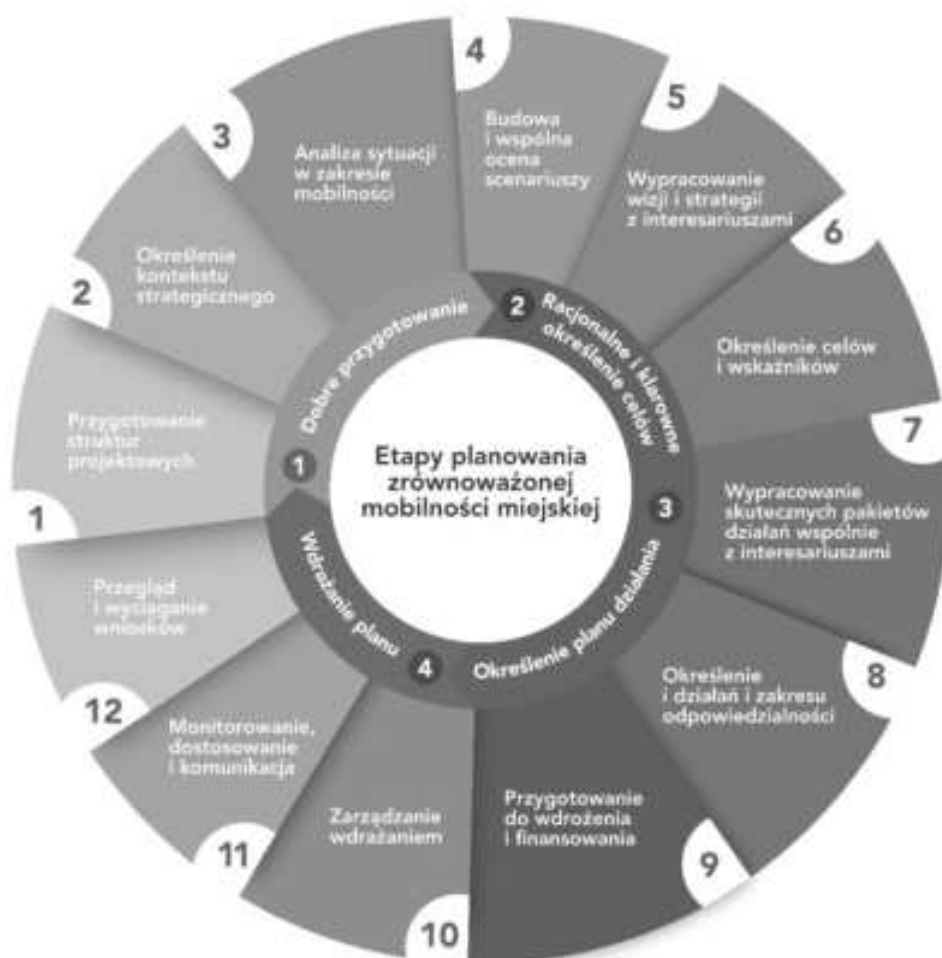 Etapy planowania
zrównoważonej
mobilności miejskiej
1
Dobre przygotowanie
2
Racjonalne i klarowne
określenie celów
3
Określenie planu działania
4
Wdrażanie planu
1
Przygotowanie
struktur
projektowych
2
Określenie
kontekstu
strategicznego
3
Analiza sytuacji
w zakresie
mobilności
4
Budowa
i wspólna
ocena
scenariuszy
5
Wypracowanie
wizji i strategii
z interesariuszami
6
Określenie celów
i wskaźników
7
Wypracowanie
skutecznych pakietów
działań wspólnie
z interesariuszami
8
Określenie
i działań i zakresu
odpowiedzialności
9
Przygotowanie
do wdrożenia
i finansowania
10
Zarządzanie
wdrażaniem
11
Monitorowanie,
dostosowanie
i komunikacja
12
Przegląd
i wyciąganie
wniosków